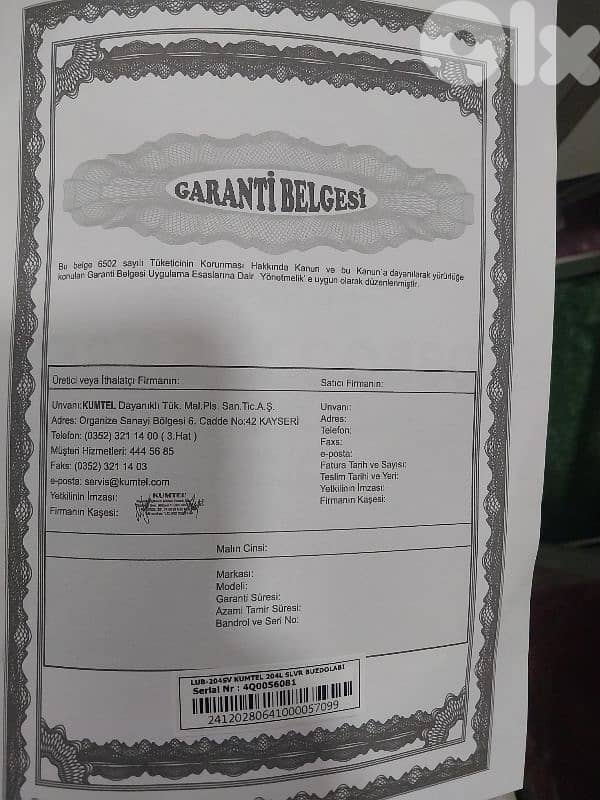 olx
GARANTİ BELGESİ
Bu belge 6502 sayılı Tüketicinin Korunması Hakkında Kanun ve bu Kanun'a dayanılarak yürürlüğe
konulan Garanti Belgesi Uygulama Esaslarına Dair Yönetmelik'e uygun olarak düzenlenmiştir.
Üretici veya İthalatçı Firmanın:
Unvanı:KUMTEL Dayanıklı Tük. Mal.Pls. San.Tic.A.Ş.
Adres: Organize Sanayi Bölgesi 6. Cadde No:42 KAYSERİ
Telefon: (0352) 321 14 00 ( 3.Hat )
Müşteri Hizmetleri: 444 56 85
Faks: (0352) 321 14 03
e-posta: servis@kumtel.com
Yetkilinin İmzası:
Firmanın Kaşesi:
KUMTEL
Satıcı Firmanın:
Unvanı:
Adres:
Telefon:
Faxs:
e-posta:
Fatura Tarih ve Sayısı:
Teslim Tarihi ve Yeri:
Yetkilinin İmzası:
Firmanın Kaşesi:
Malın Cinsi:
Markası:
Modeli:
Garanti Süresi:
Azami Tamir Süresi:
Bandrol ve Seri No:
LUB-204SV KUMTEL 204L SLVR BUZDOLABI
Serial Nr : 4Q0056081
24120280641000057099